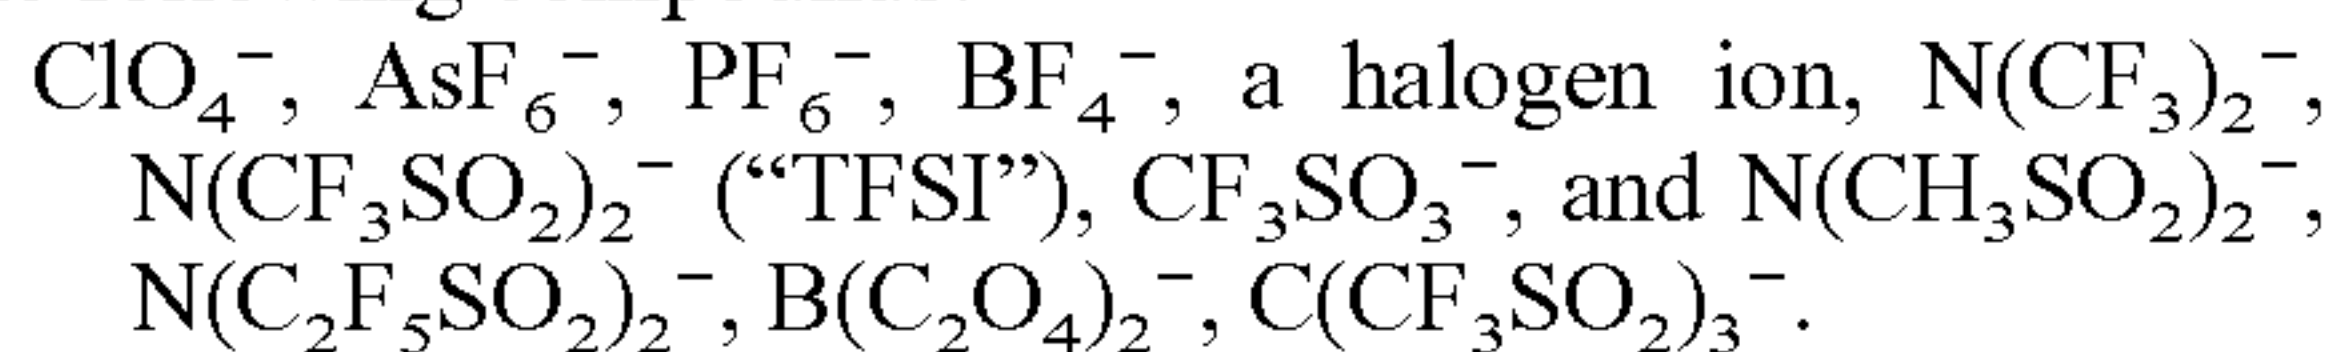 ClO₄⁻, AsF₆⁻, PF₆⁻, BF₄⁻, a halogen ion, N(CF₃)₂⁻,
N(CF₃SO₂)₂⁻ (“TFSI”), CF₃SO₃⁻, and N(CH₃SO₂)₂⁻,
N(C₂F₅SO₂)₂⁻, B(C₂O₄)₂⁻, C(CF₃SO₂)₃⁻.